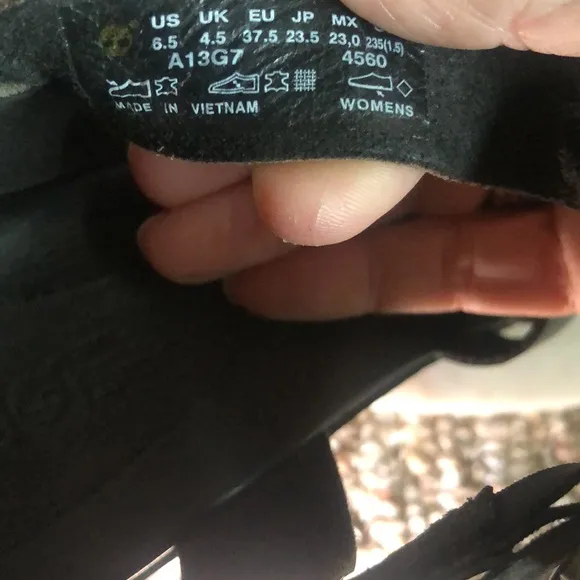 US UK EU JP MX
6.5 4.5 37.5 23.5 23,0 235(1.5)
A13G7 4560
MADE IN VIETNAM WOMENS